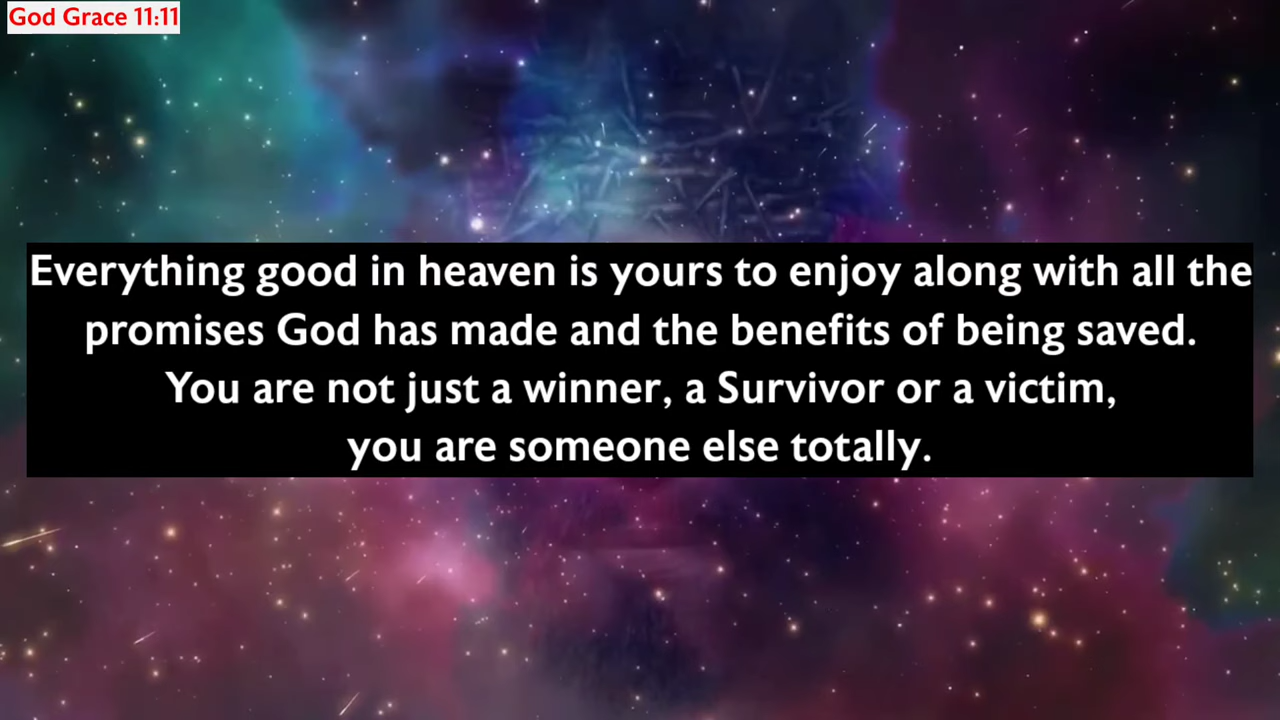 God Grace 11:11
Everything good in heaven is yours to enjoy along with all the
promises God has made and the benefits of being saved.
You are not just a winner, a Survivor or a victim,
you are someone else totally.